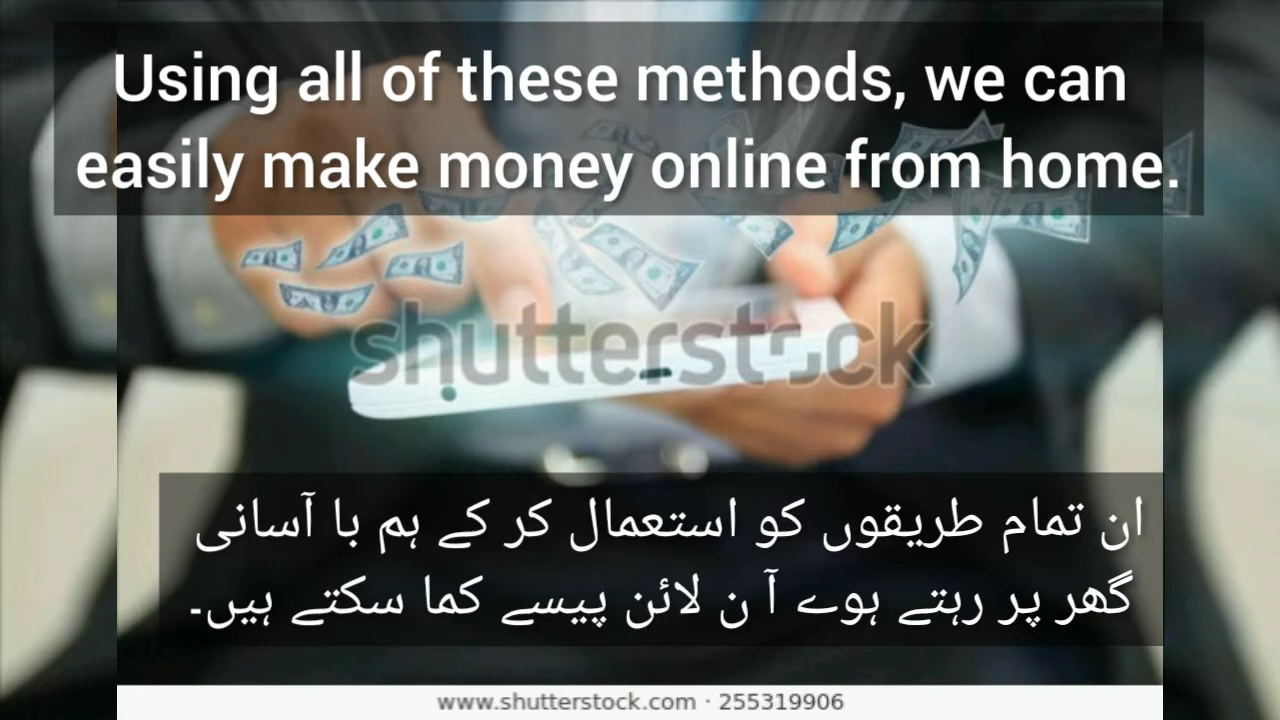 Using all of these methods, we can
easily make money online from home.
shutterstock
ان تمام طریقوں کو استعمال کر کے ہم با آسانی
گھر پر رہتے ہوے آ ن لائن پیسے کما سکتے ہیں۔
www.shutterstock.com · 255319906